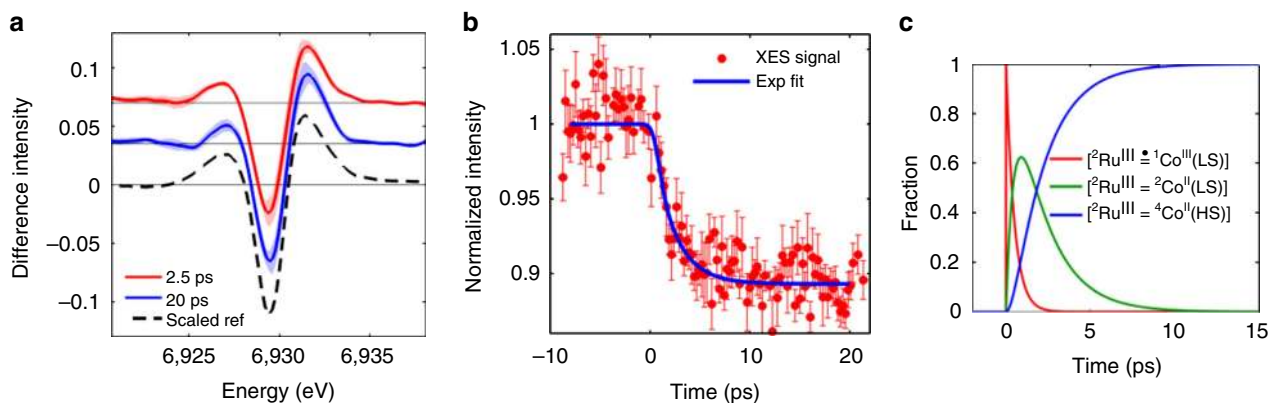 a
Difference intensity
0.1
0.05
0
−0.05
−0.1
2.5 ps
20 ps
Scaled ref
6,925
6,930
6,935
Energy (eV)
b
Normalized intensity
1.05
1
0.95
0.9
XES signal
Exp fit
−10
0
10
20
Time (ps)
c
Fraction
1
0.8
0.6
0.4
0.2
0
[²Ruᴵᴵᴵ •= ¹Coᴵᴵᴵ(LS)]
[²Ruᴵᴵᴵ = ²Coᴵᴵ(LS)]
[²Ruᴵᴵᴵ = ⁴Coᴵᴵ(HS)]
0
5
10
15
Time (ps)